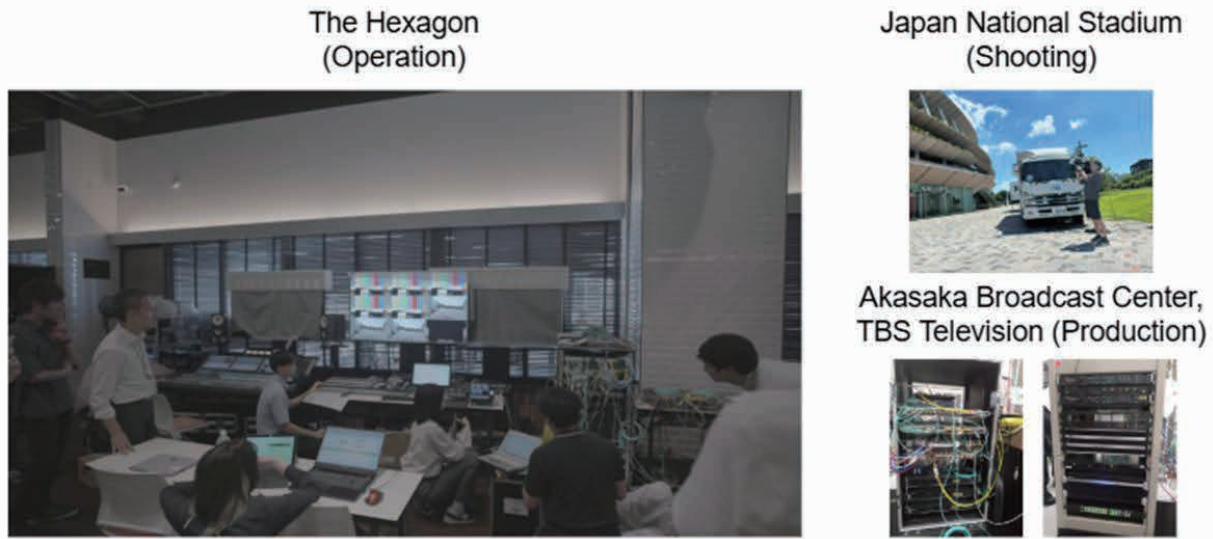 The Hexagon
(Operation)
Japan National Stadium
(Shooting)
Akasaka Broadcast Center,
TBS Television (Production)